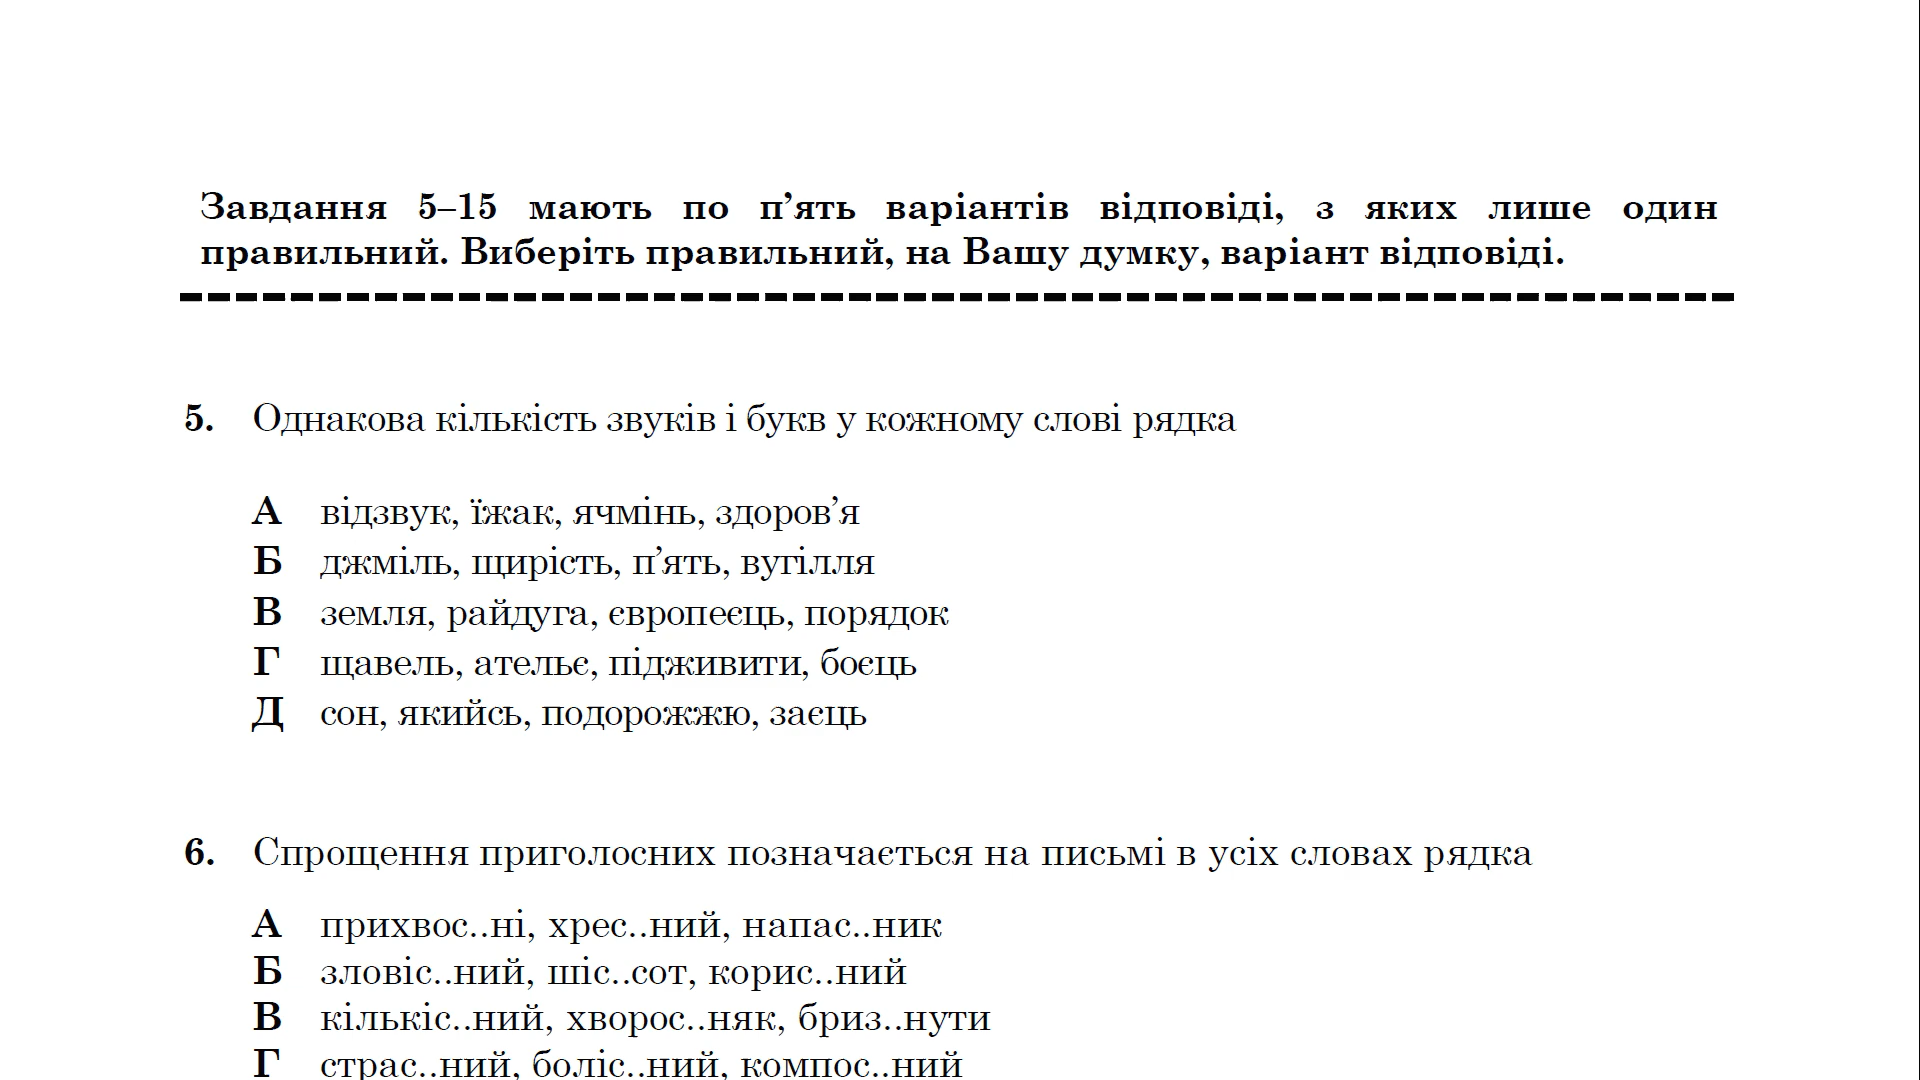 Завдання 5–15 мають по п’ять варіантів відповіді, з яких лише один
правильний. Виберіть правильний, на Вашу думку, варіант відповіді.
5. Однакова кількість звуків і букв у кожному слові рядка
А відзвук, їжак, ячмінь, здоров’я
Б джміль, щирість, п’ять, вугілля
В земля, райдуга, європеєць, порядок
Г щавель, ательє, підживити, боєць
Д сон, якийсь, подорожжю, заєць
6. Спрощення приголосних позначається на письмі в усіх словах рядка
А прихвос..ні, хрес..ний, напас..ник
Б зловіс..ний, шіс..сот, корис..ний
В кількіс..ний, хворос..няк, бриз..нути
Г страс..ний, боліс..ний, компос..ний